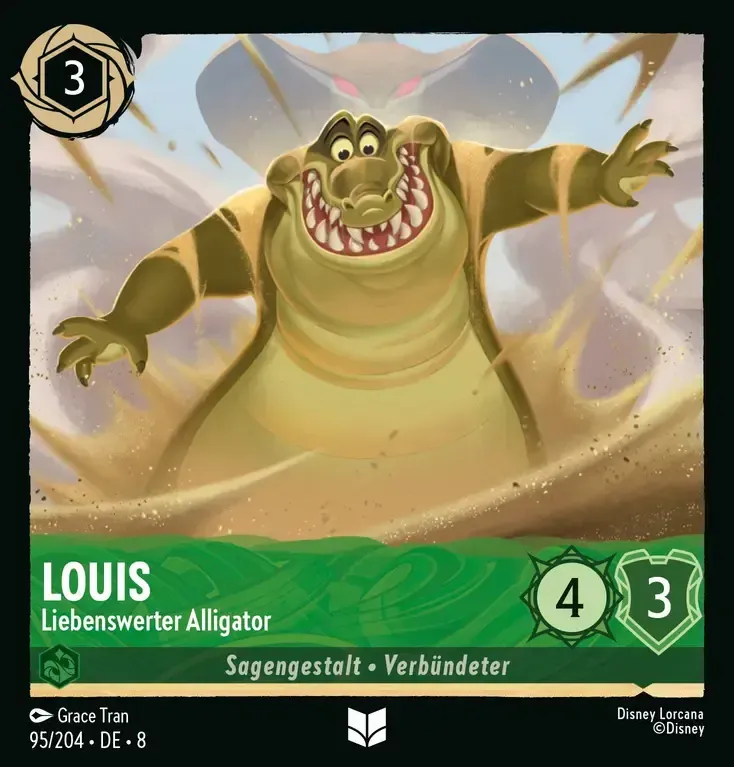 3
LOUIS
Liebenswerter Alligator
4
3
Sagengestalt • Verbündeter
Grace Tran
95/204 • DE • 8
Disney Lorcana
©Disney